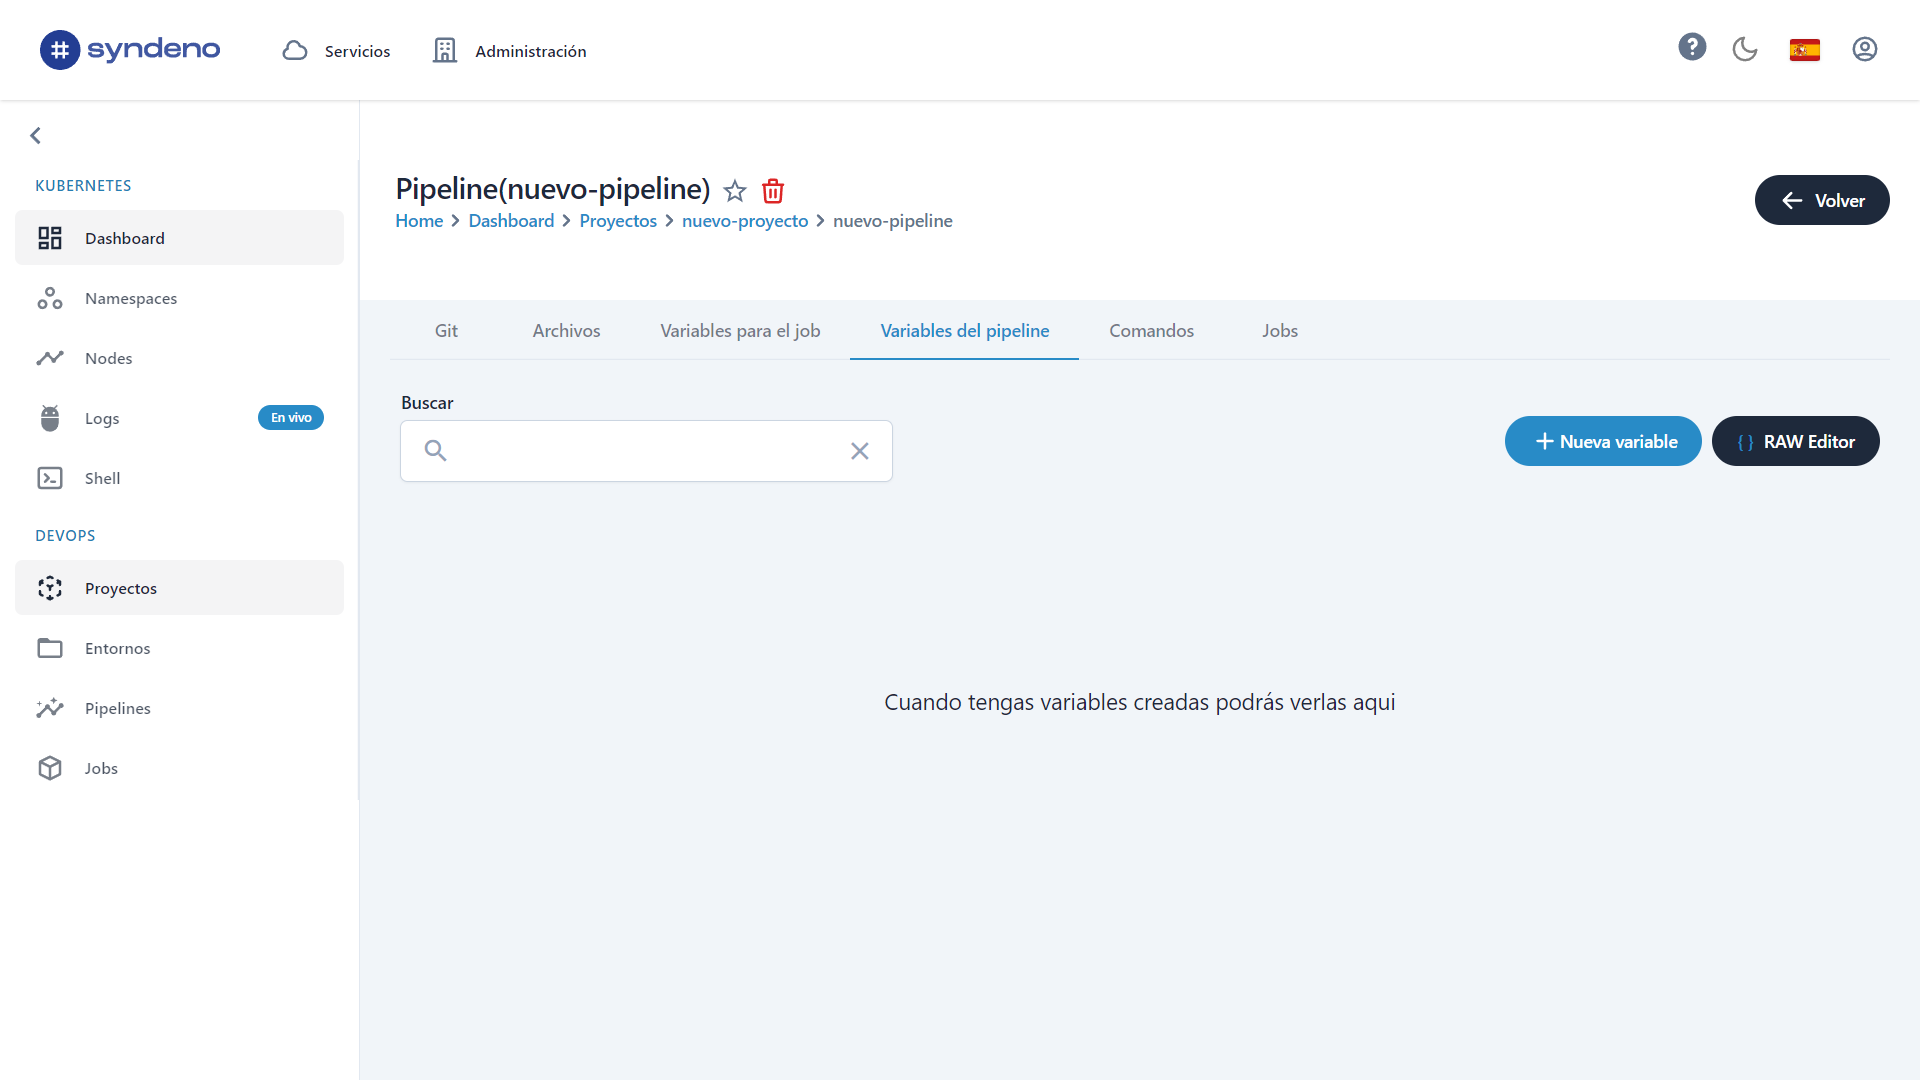 syndeno
Servicios
Administración
KUBERNETES
Dashboard
Namespaces
Nodes
Logs
En vivo
Shell
DEVOPS
Proyectos
Entornos
Pipelines
Jobs
Pipeline(nuevo-pipeline)
Home > Dashboard > Proyectos > nuevo-proyecto > nuevo-pipeline
Volver
Git
Archivos
Variables para el job
Variables del pipeline
Comandos
Jobs
Buscar
+ Nueva variable
{ } RAW Editor
Cuando tengas variables creadas podrás verlas aqui